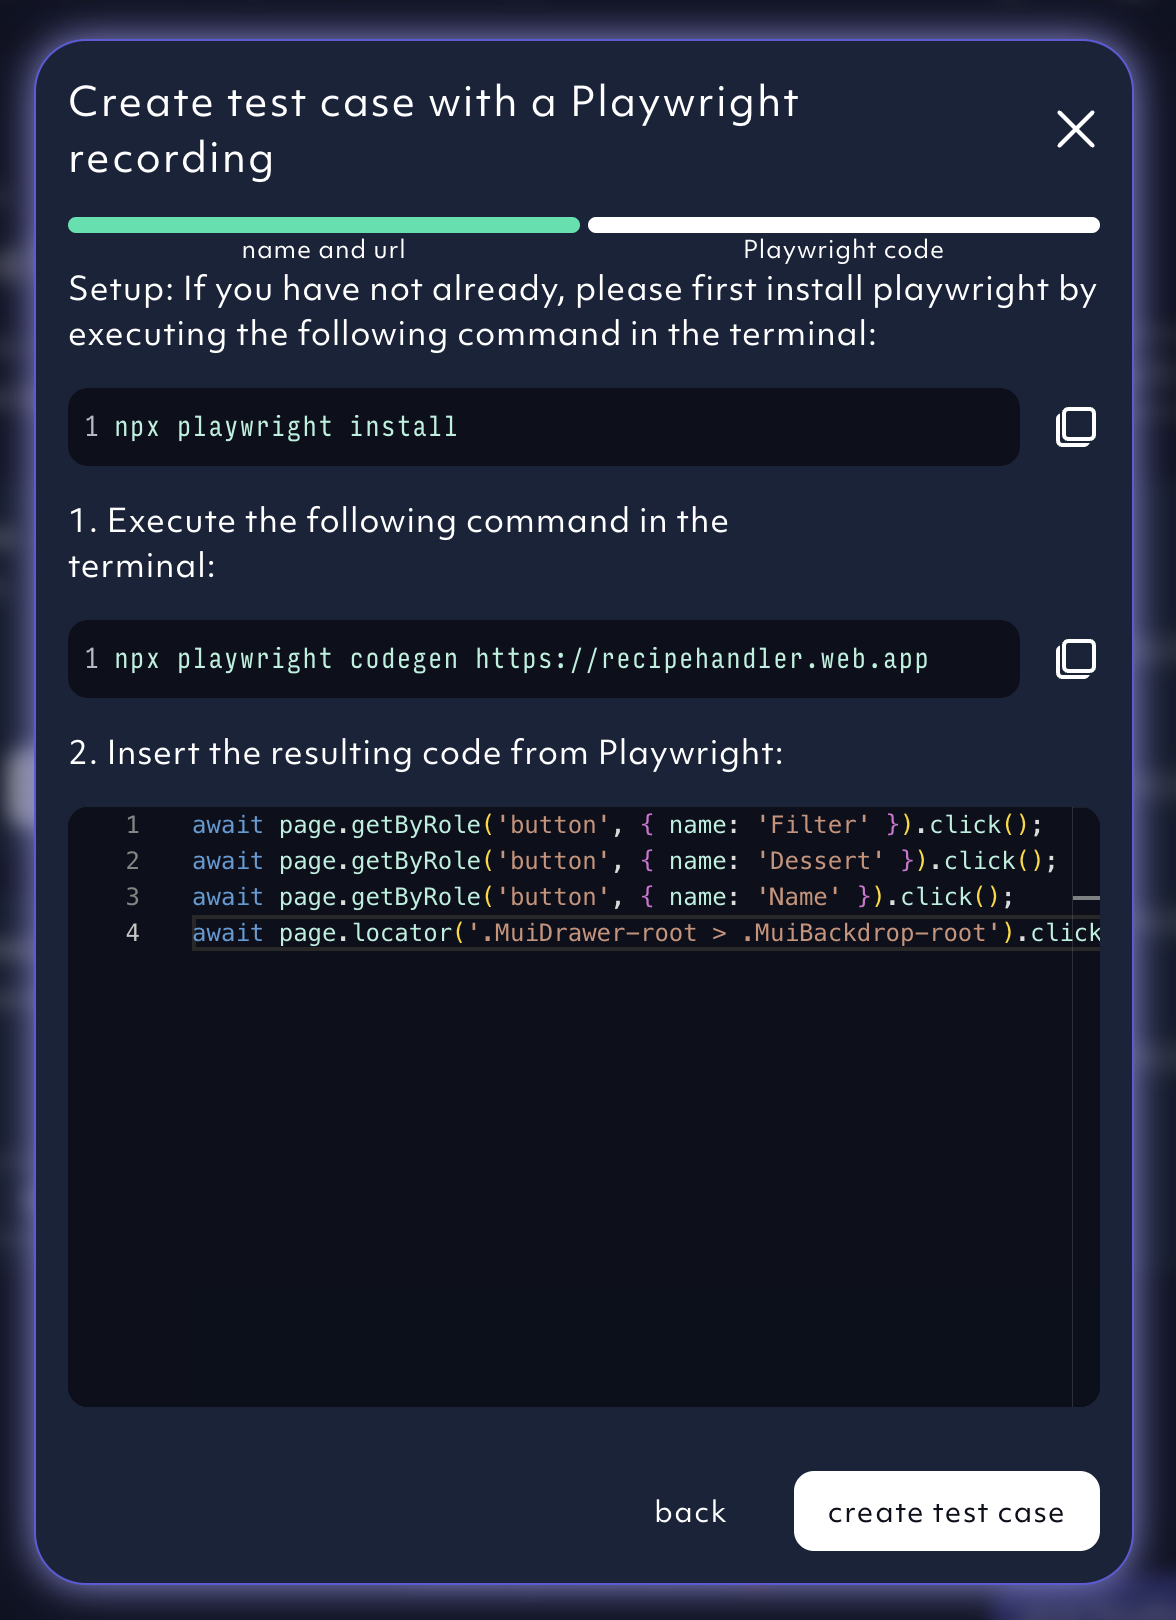 Create test case with a Playwright
recording
name and url
Playwright code
Setup: If you have not already, please first install playwright by
executing the following command in the terminal:
1 npx playwright install
1. Execute the following command in the
terminal:
1 npx playwright codegen https://recipehandler.web.app
2. Insert the resulting code from Playwright:
1 await page.getByRole('button', { name: 'Filter' }).click();
2 await page.getByRole('button', { name: 'Dessert' }).click();
3 await page.getByRole('button', { name: 'Name' }).click();
4 await page.locator('.MuiDrawer-root > .MuiBackdrop-root').click
back
create test case